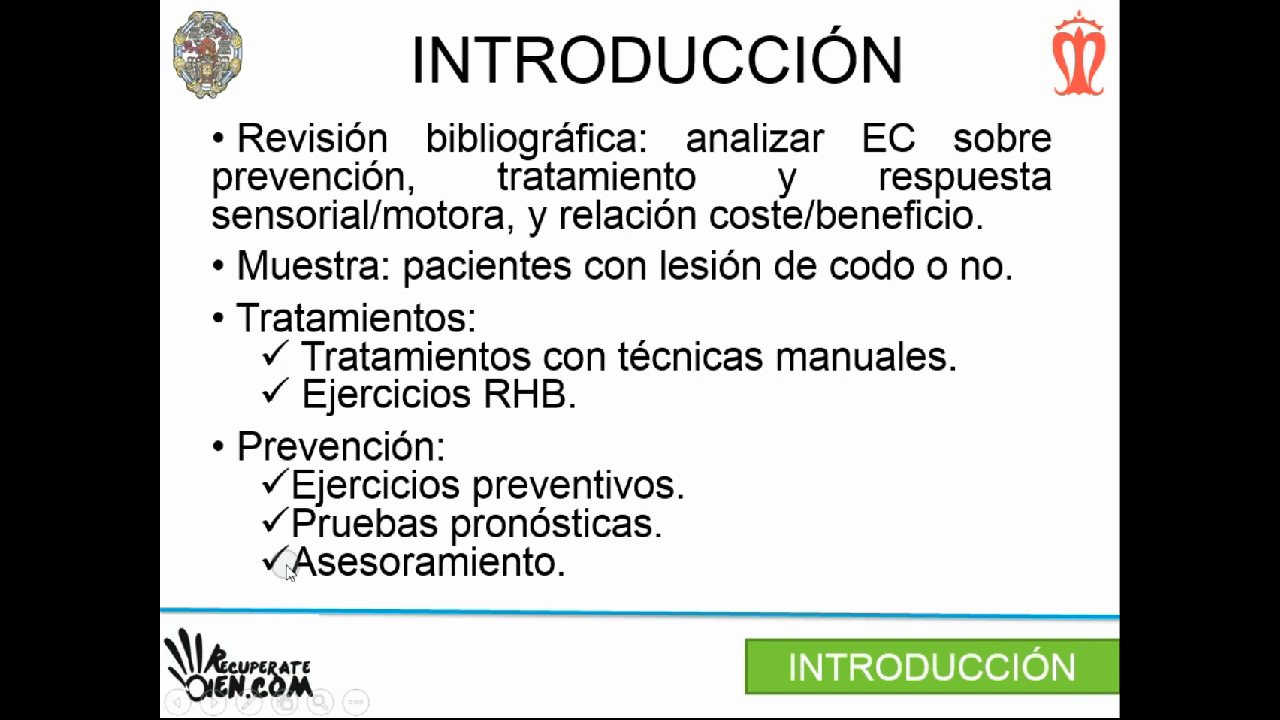 INTRODUCCIÓN
• Revisión bibliográfica: analizar EC sobre
prevención, tratamiento y respuesta
sensorial/motora, y relación coste/beneficio.
• Muestra: pacientes con lesión de codo o no.
• Tratamientos:
✓ Tratamientos con técnicas manuales.
✓ Ejercicios RHB.
• Prevención:
✓Ejercicios preventivos.
✓Pruebas pronósticas.
✓Asesoramiento.
RECUPERATE
BIEN.COM
INTRODUCCIÓN